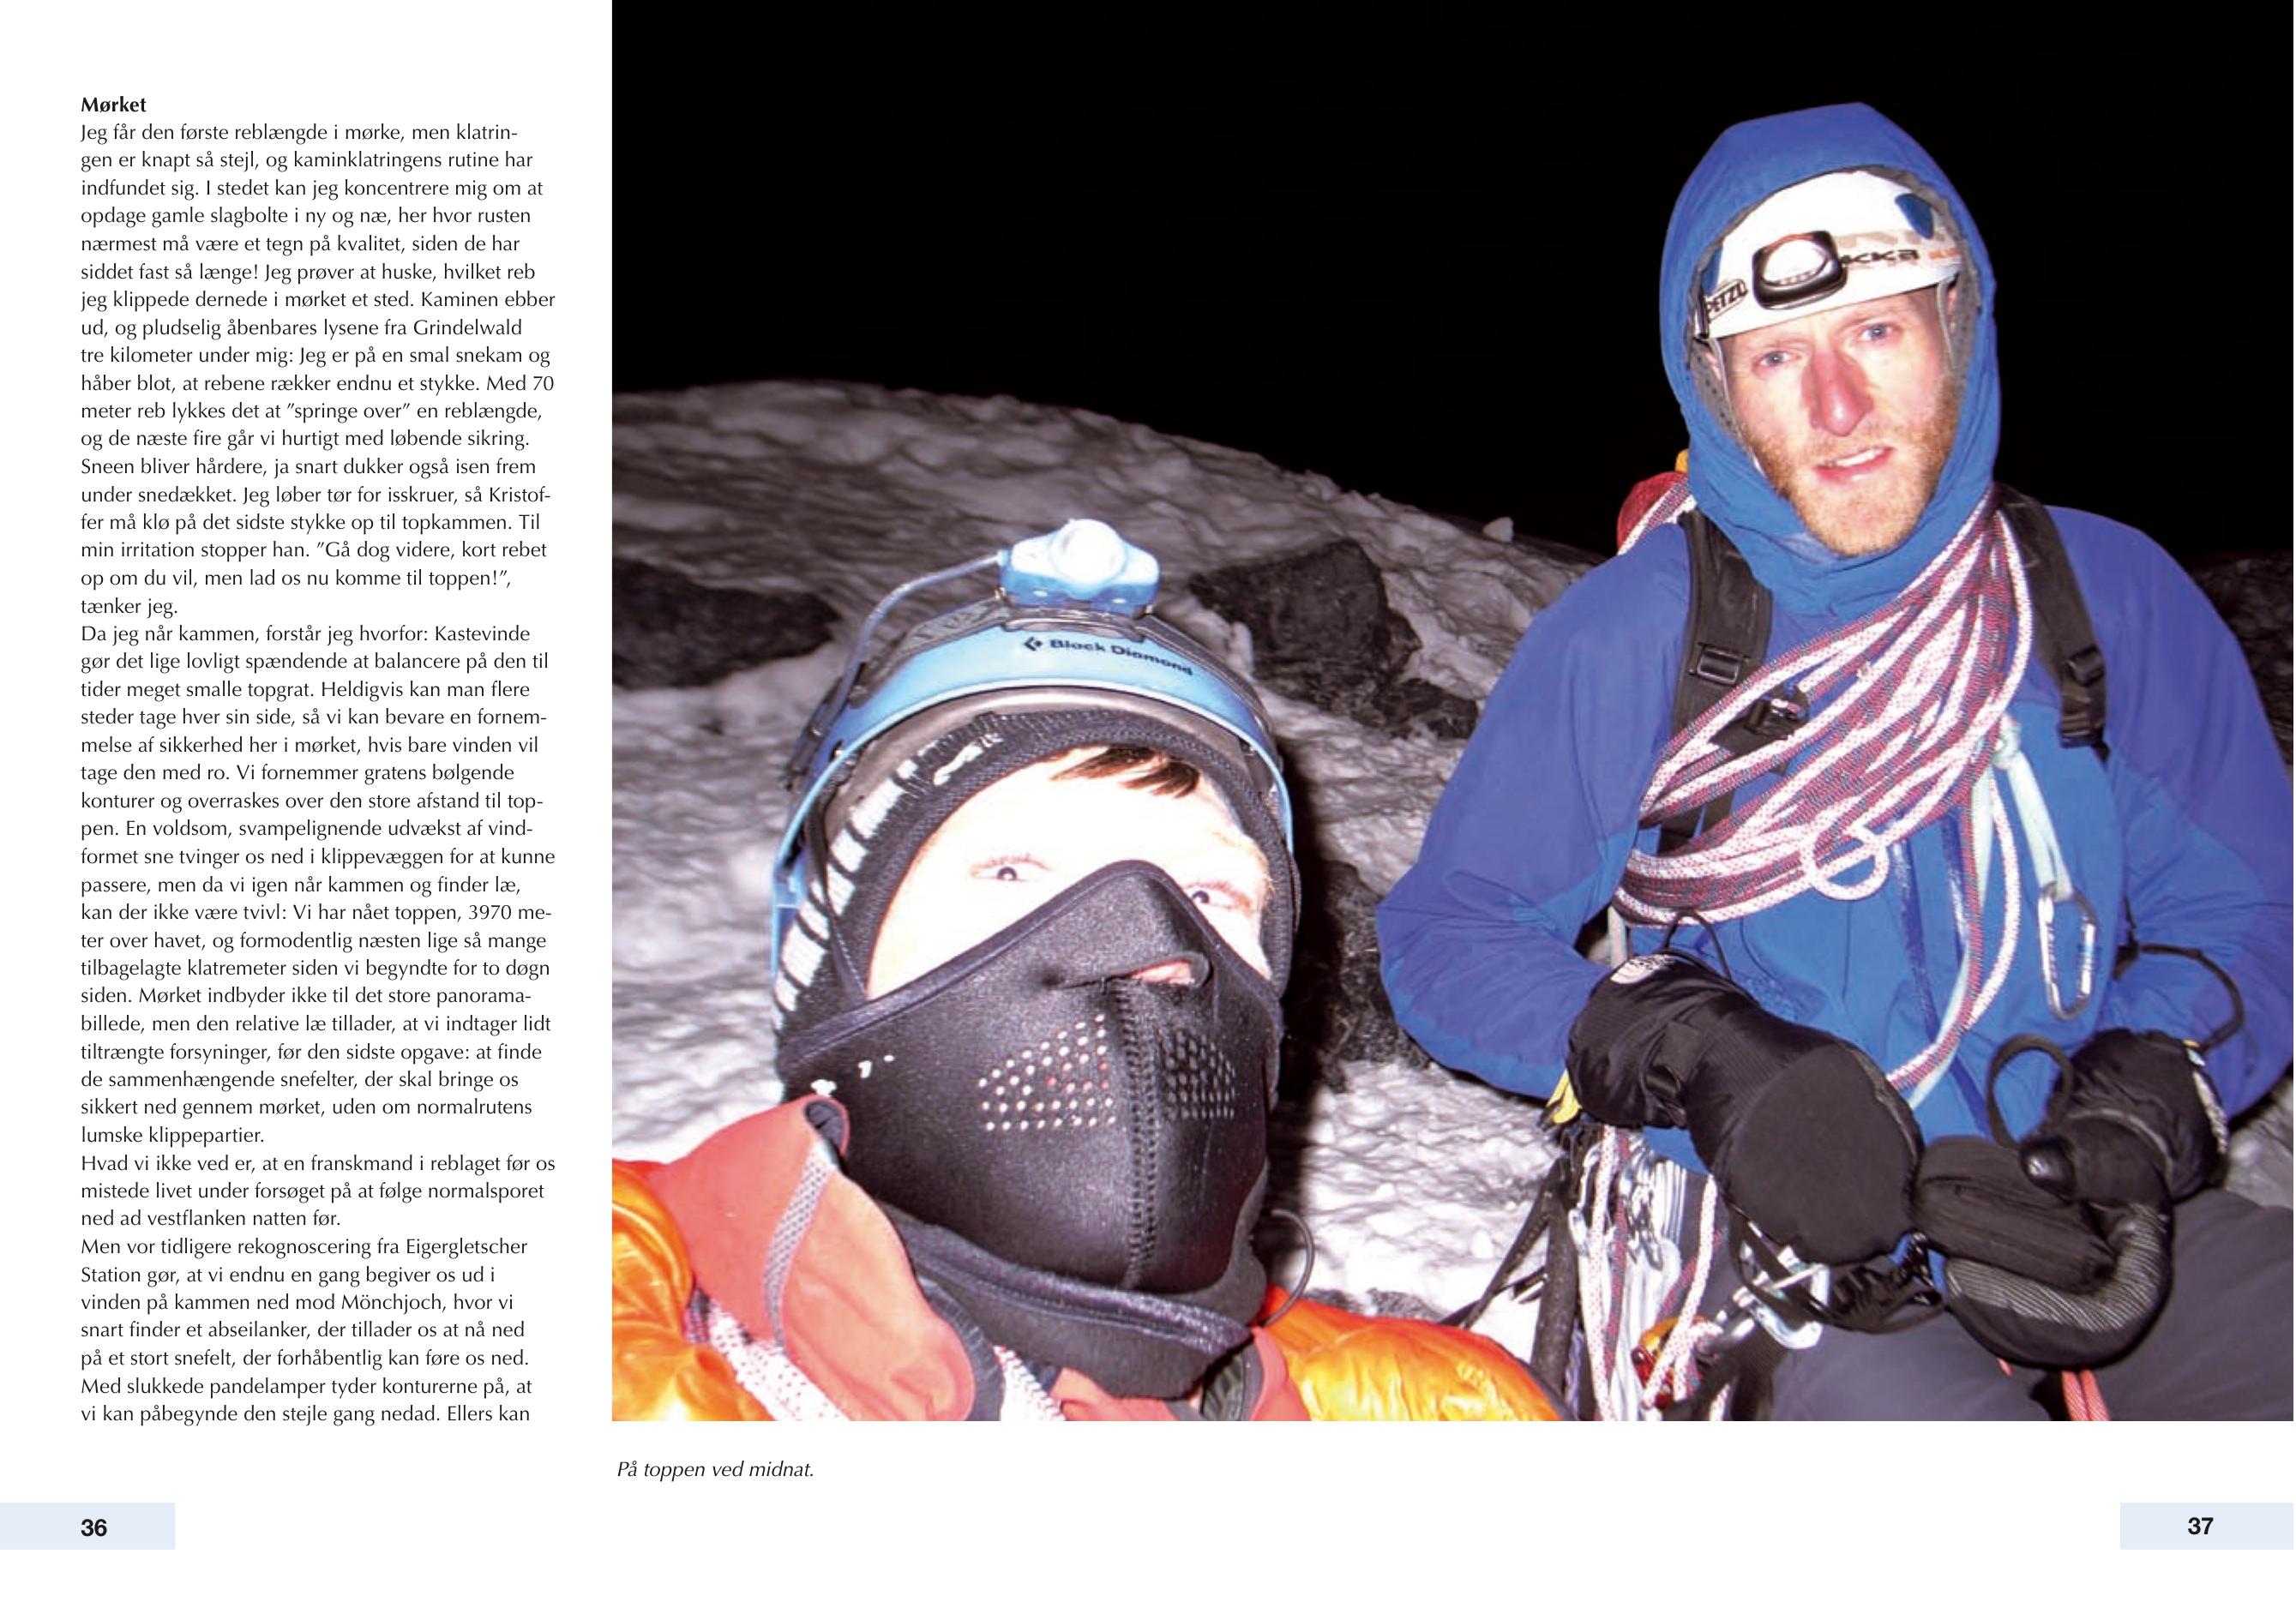 Mørket
Jeg får den første reblængde i mørke, men klatrin-
gen er knapt så stejl, og kaminklatringens rutine har
indfundet sig. I stedet kan jeg koncentrere mig om at
opdage gamle slagbolte i ny og næ, her hvor rusten
nærmest må være et tegn på kvalitet, siden de har
siddet fast så længe! Jeg prøver at huske, hvilket reb
jeg klippede dernede i mørket et sted. Kaminen ebber
ud, og pludselig åbenbares lysene fra Grindelwald
tre kilometer under mig: Jeg er på en smal snekam og
håber blot, at rebene rækker endnu et stykke. Med 70
meter reb lykkes det at ”springe over” en reblængde,
og de næste fire går vi hurtigt med løbende sikring.
Sneen bliver hårdere, ja snart dukker også isen frem
under snedækket. Jeg løber tør for isskruer, så Kristof-
fer må klø på det sidste stykke op til topkammen. Til
min irritation stopper han. ”Gå dog videre, kort rebet
op om du vil, men lad os nu komme til toppen!”,
tænker jeg.
Da jeg når kammen, forstår jeg hvorfor: Kastevinde
gør det lige lovligt spændende at balancere på den til
tider meget smalle topgrat. Heldigvis kan man flere
steder tage hver sin side, så vi kan bevare en fornem-
melse af sikkerhed her i mørket, hvis bare vinden vil
tage den med ro. Vi fornemmer gratens bølgende
konturer og overraskes over den store afstand til top-
pen. En voldsom, svampelignende udvækst af vind-
formet sne tvinger os ned i klippevæggen for at kunne
passere, men da vi igen når kammen og finder læ,
kan der ikke være tvivl: Vi har nået toppen, 3970 me-
ter over havet, og formodentlig næsten lige så mange
tilbagelagte klatremeter siden vi begyndte for to døgn
siden. Mørket indbyder ikke til det store panorama-
billede, men den relative læ tillader, at vi indtager lidt
tiltrængte forsyninger, før den sidste opgave: at finde
de sammenhængende snefelter, der skal bringe os
sikkert ned gennem mørket, uden om normalrutens
lumske klippepartier.
Hvad vi ikke ved er, at en franskmand i reblaget før os
mistede livet under forsøget på at følge normalsporet
ned ad vestflanken natten før.
Men vor tidligere rekognoscering fra Eigergletscher
Station gør, at vi endnu en gang begiver os ud i
vinden på kammen ned mod Mönchjoch, hvor vi
snart finder et abseilanker, der tillader os at nå ned
på et stort snefelt, der forhåbentlig kan føre os ned.
Med slukkede pandelamper tyder konturerne på, at
vi kan påbegynde den stejle gang nedad. Ellers kan
PETZL
Black Diamond
På toppen ved midnat.
36
37